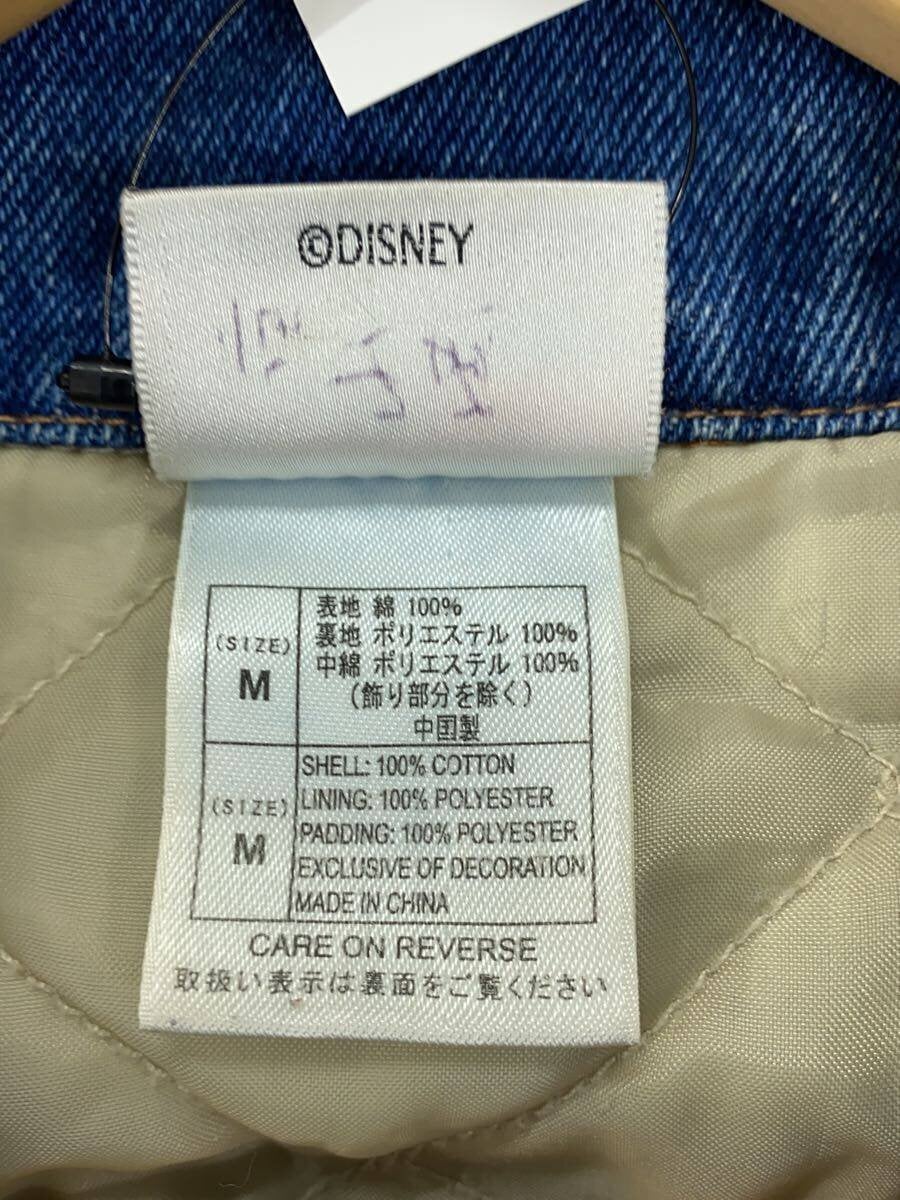 ©DISNEY
(SIZE)
M
表地 綿 100%
裏地 ポリエステル 100%
中綿 ポリエステル 100%
(飾り部分を除く)
中国製
(SIZE)
M
SHELL: 100% COTTON
LINING: 100% POLYESTER
PADDING: 100% POLYESTER
EXCLUSIVE OF DECORATION
MADE IN CHINA
CARE ON REVERSE
取扱い表示は裏面をご覧ください